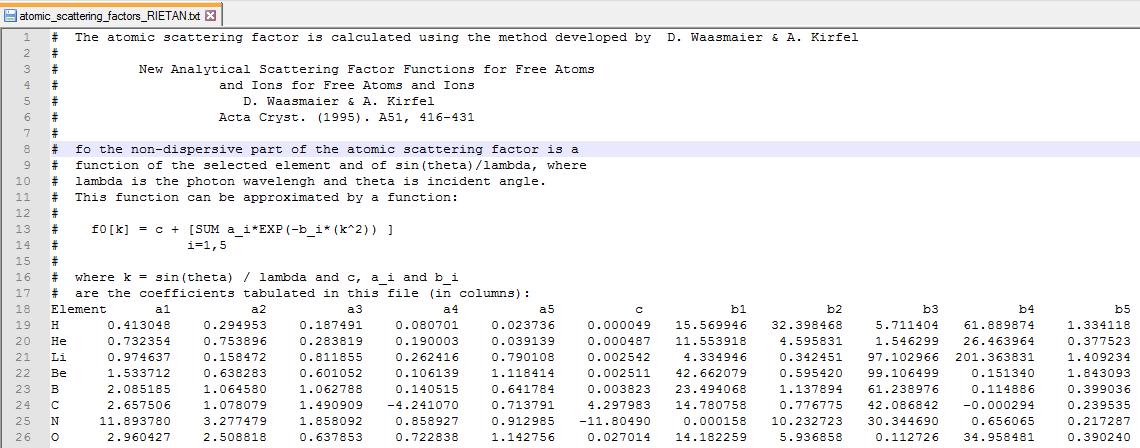 atomic_scattering_factors_RIETAN.txt
1 # The atomic scattering factor is calculated using the method developed by D. Waasmaier & A. Kirfel
2 #
3 # New Analytical Scattering Factor Functions for Free Atoms
4 # and Ions for Free Atoms and Ions
5 # D. Waasmaier & A. Kirfel
6 # Acta Cryst. (1995). A51, 416-431
7 #
8 # fo the non-dispersive part of the atomic scattering factor is a
9 # function of the selected element and of sin(theta)/lambda, where
10 # lambda is the photon wavelengh and theta is incident angle.
11 # This function can be approximated by a function:
12 #
13 # f0[k] = c + [SUM a_i*EXP(-b_i*(k^2)) ]
14 # i=1,5
15 #
16 # where k = sin(theta) / lambda and c, a_i and b_i
17 # are the coefficients tabulated in this file (in columns):
18 Element a1 a2 a3 a4 a5 c b1 b2 b3 b4 b5
19 H 0.413048 0.294953 0.187491 0.080701 0.023736 0.000049 15.569946 32.398468 5.711404 61.889874 1.334118
20 He 0.732354 0.753896 0.283819 0.190003 0.039139 0.000487 11.553918 4.595831 1.546299 26.463964 0.377523
21 Li 0.974637 0.158472 0.811855 0.262416 0.790108 0.002542 4.334946 0.342451 97.102966 201.363831 1.409234
22 Be 1.533712 0.638283 0.601052 0.106139 1.118414 0.002511 42.662079 0.595420 99.106499 0.151340 1.843093
23 B 2.085185 1.064580 1.062788 0.140515 0.641784 0.003823 23.494068 1.137894 61.238976 0.114886 0.399036
24 C 2.657506 1.078079 1.490909 -4.241070 0.713791 4.297983 14.780758 0.776775 42.086842 -0.000294 0.239535
25 N 11.893780 3.277479 1.858092 0.858927 0.912985 -11.80490 0.000158 10.232723 30.344690 0.656065 0.217287
26 O 2.960427 2.508818 0.637853 0.722838 1.142756 0.027014 14.182259 5.936858 0.112726 34.958481 0.390240